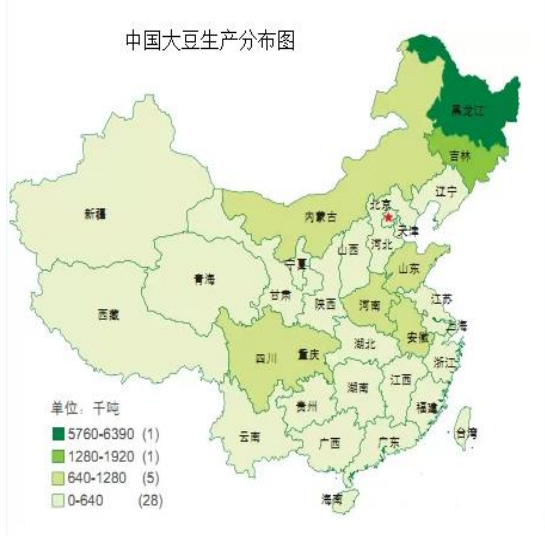 中国大豆生产分布图
黑龙江
吉林
辽宁
内蒙古
北京
天津
新疆
山西
河北
宁夏
山东
青海
甘肃
陕西
河南
江苏
西藏
安徽
上海
湖北
四川
重庆
浙江
湖南
江西
贵州
福建
云南
广西
广东
台湾
海南
单位：千吨
5760-6390 (1)
1280-1920 (1)
640-1280 (5)
0-640 (28)